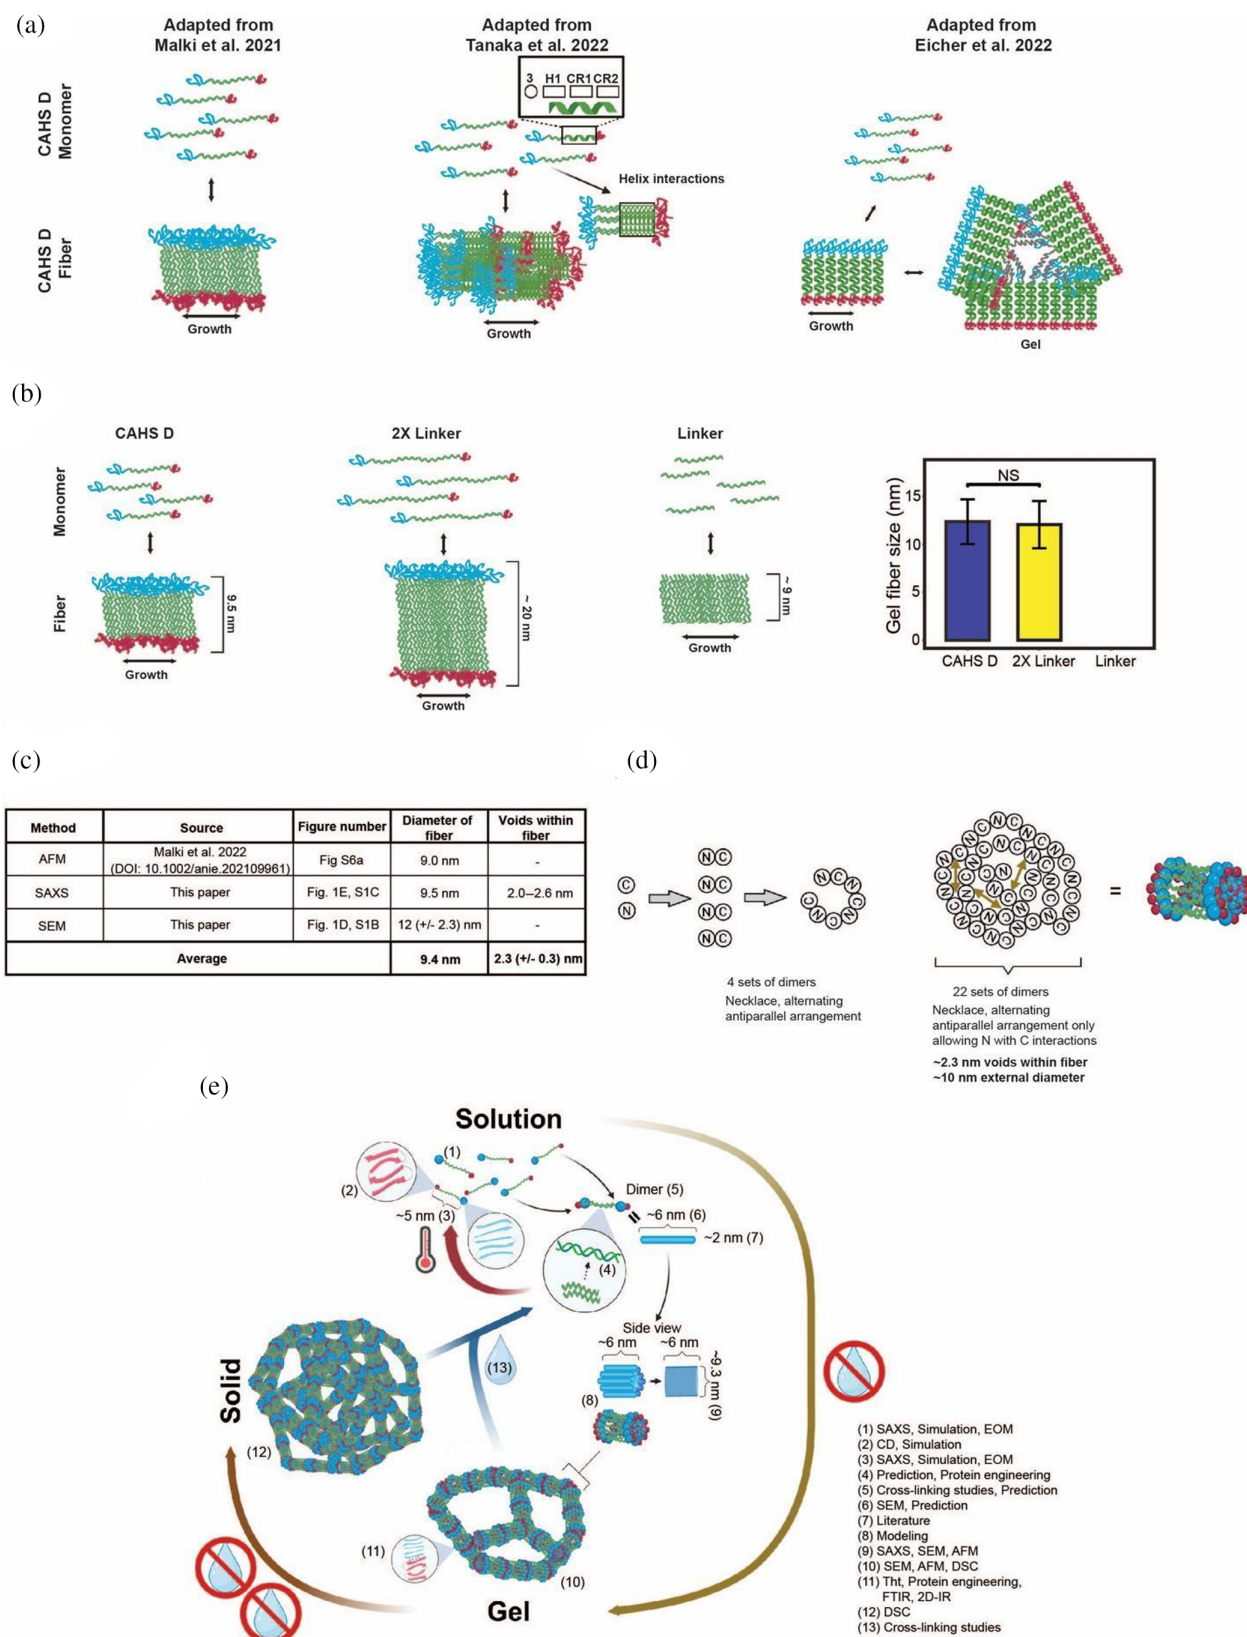 (a)
Adapted from
Malki et al. 2021
Adapted from
Tanaka et al. 2022
Adapted from
Eicher et al. 2022
CAHS D
Monomer
3 H1 CR1 CR2
Helix interactions
CAHS D
Fiber
Growth
Growth
Growth
Gel
(b)
CAHS D
2X Linker
Linker
Monomer
Fiber
9.5 nm
~ 20 nm
~ 9 nm
Growth
Growth
Growth
Gel fiber size (nm)
15
10
5
0
NS
CAHS D 2X Linker Linker
(c)
Method Source Figure number Diameter of fiber Voids within fiber
AFM Malki et al. 2022 (DOI: 10.1002/anie.202109961) Fig S6a 9.0 nm -
SAXS This paper Fig. 1E, S1C 9.5 nm 2.0–2.6 nm
SEM This paper Fig. 1D, S1B 12 (+/- 2.3) nm -
Average 9.4 nm 2.3 (+/- 0.3) nm
(d)
C
N
N C
N C
N C
N C
=
4 sets of dimers
Necklace, alternating
antiparallel arrangement
22 sets of dimers
Necklace, alternating
antiparallel arrangement only
allowing N with C interactions
~2.3 nm voids within fiber
~10 nm external diameter
(e)
Solution
(1)
(2)
~5 nm (3)
Dimer (5)
=
~6 nm (6)
~2 nm (7)
(4)
Side view
~6 nm ~6 nm
~9.3 nm (9)
(8)
(13)
Solid
(12)
(11)
(10)
Gel
(1) SAXS, Simulation, EOM
(2) CD, Simulation
(3) SAXS, Simulation, EOM
(4) Prediction, Protein engineering
(5) Cross-linking studies, Prediction
(6) SEM, Prediction
(7) Literature
(8) Modeling
(9) SAXS, SEM, AFM
(10) SEM, AFM, DSC
(11) Tht, Protein engineering,
FTIR, 2D-IR
(12) DSC
(13) Cross-linking studies